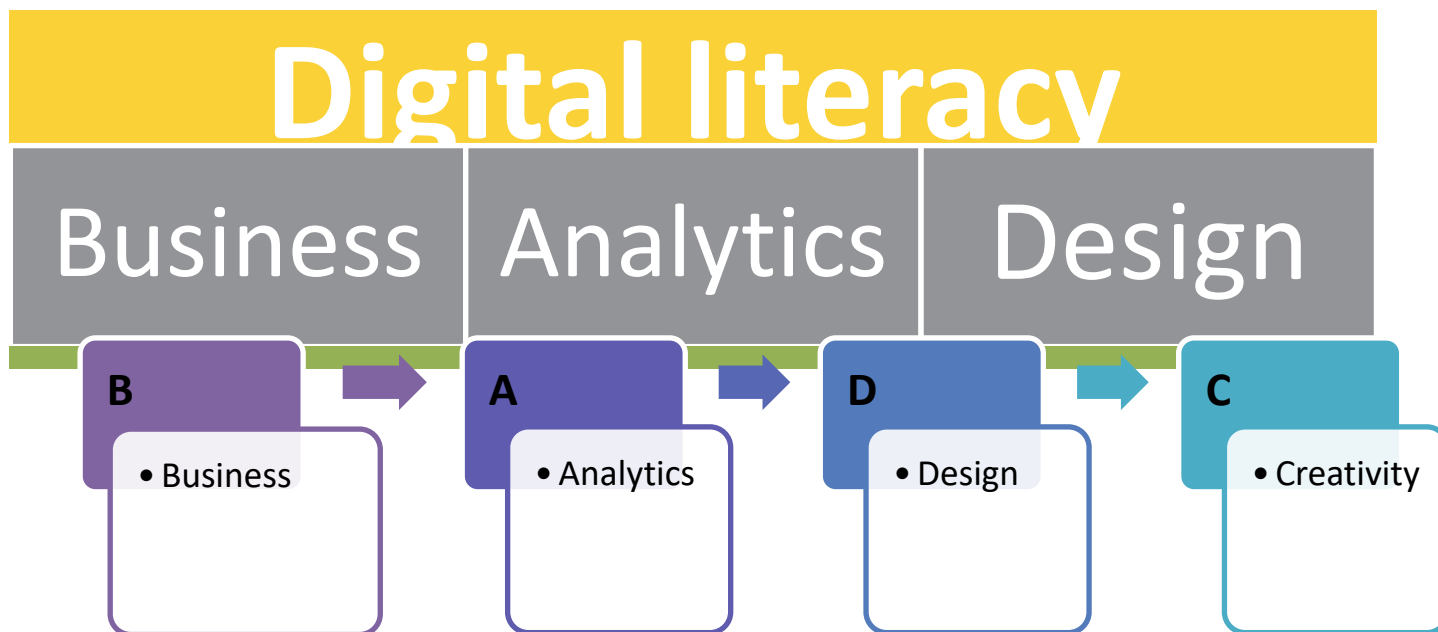 Digital literacy
Business Analytics Design
B A D C
• Business • Analytics • Design • Creativity